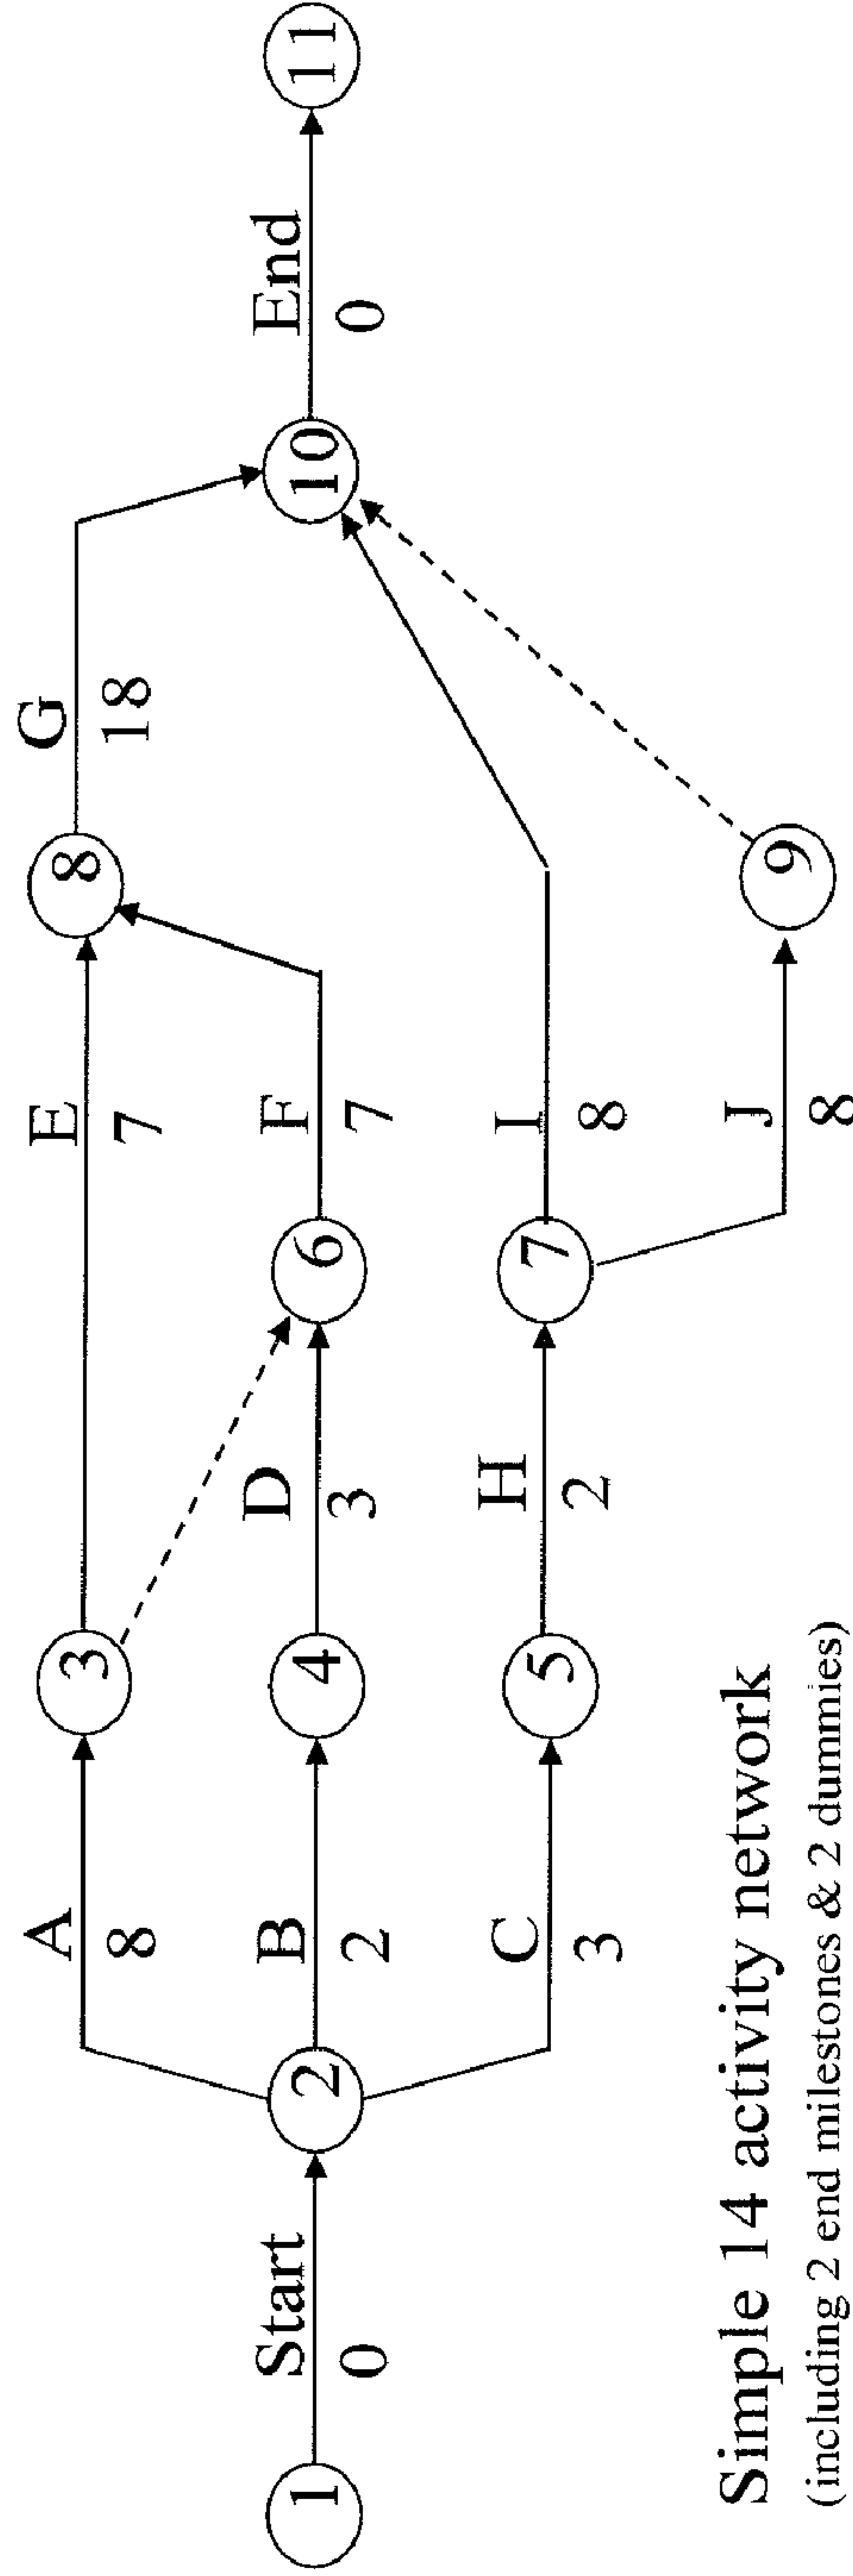 A
8
E
7
G
18
Start
0
B
2
D
3
F
7
End
0
C
3
H
2
I
8
J
8
1
2
3
4
5
6
7
8
9
10
11
Simple 14 activity network
(including 2 end milestones & 2 dummies)